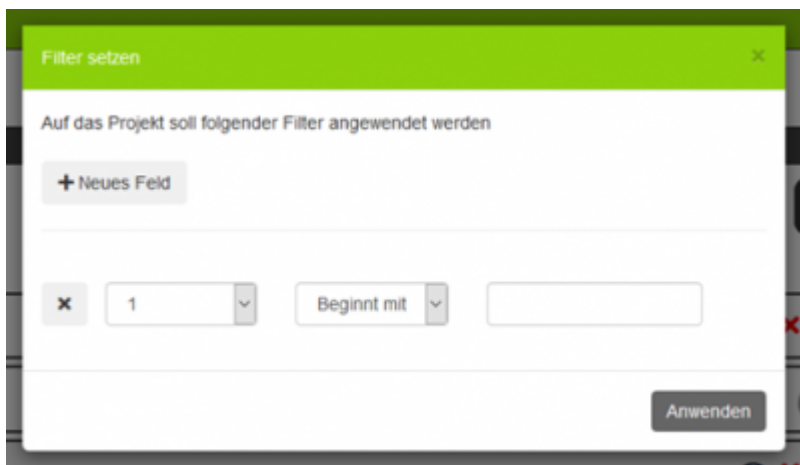 Filter setzen
Auf das Projekt soll folgender Filter angewendet werden
Neues Feld
1 Beginnt mit
Anwenden